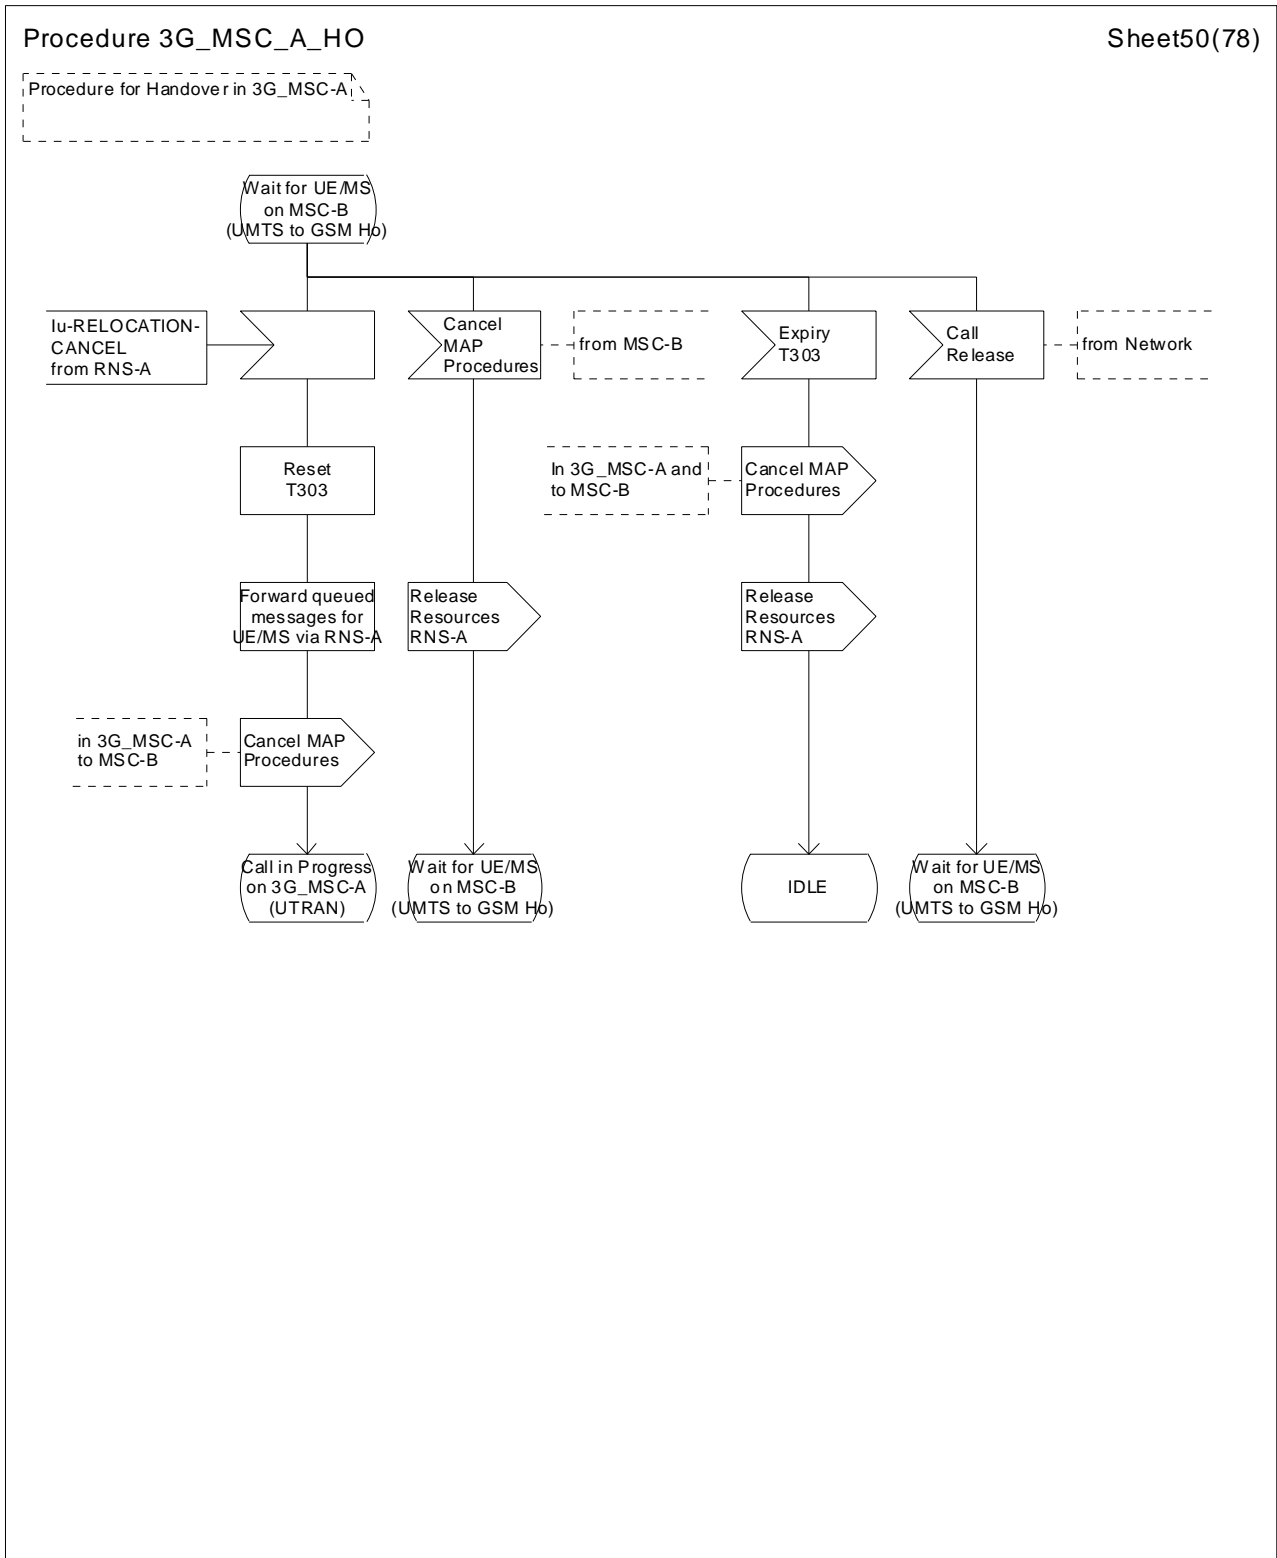 Procedure 3G_MSC_A_HO
Sheet50(78)
Procedure for Handover in 3G_MSC-A
Wait for UE/MS
on MSC-B
(UMTS to GSM Ho)
Iu-RELOCATION-
CANCEL
from RNS-A
Cancel
MAP
Procedures
from MSC-B
Expiry
T303
Call
Release
from Network
Reset
T303
In 3G_MSC-A and
to MSC-B
Cancel MAP
Procedures
Forward queued
messages for
UE/MS via RNS-A
Release
Resources
RNS-A
Release
Resources
RNS-A
in 3G_MSC-A
to MSC-B
Cancel MAP
Procedures
Call in Progress
on 3G_MSC-A
(UTRAN)
Wait for UE/MS
on MSC-B
(UMTS to GSM Ho)
IDLE
Wait for UE/MS
on MSC-B
(UMTS to GSM Ho)